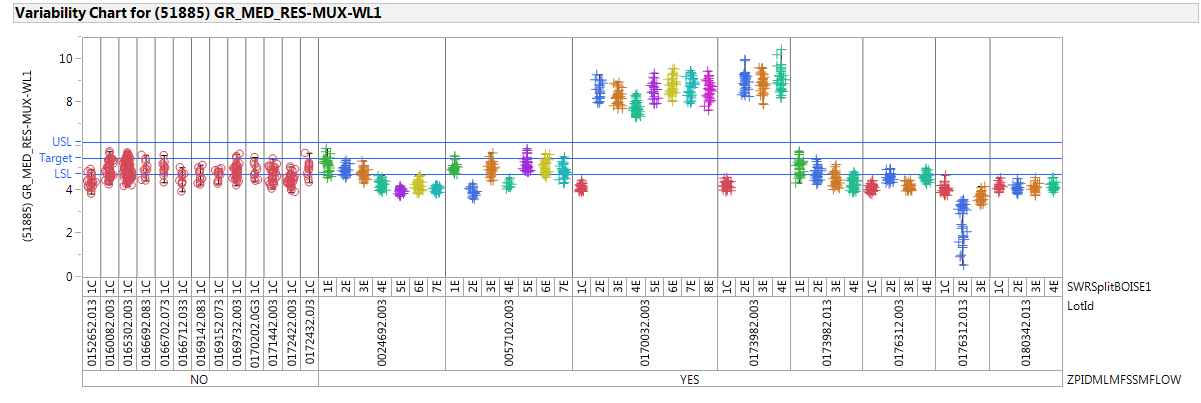 Variability Chart for (51885) GR_MED_RES-MUX-WL1
(51885) GR_MED_RES-MUX-WL1
10
8
6
4
2
0
USL
Target
LSL
1C 1C 1C 1C 1C 1C 1C 1C 1C 1C 1C 1C 1C 1E 2E 3E 4E 5E 6E 7E 1E 2E 3E 4E 5E 6E 7E 1C 2E 3E 4E 5E 6E 7E 8E 1C 2E 3E 4E 1E 2E 3E 4E 1C 2E 3E 4E 1C 2E 3E 1C 2E 3E 4E SWRSplitBOISE1
0152652.013 0160082.003 0165302.003 0166692.083 0166702.073 0166712.033 0169142.083 0169152.073 0169732.003 0170202.0G3 0171442.003 0172422.003 0172432.013 0024692.003 0057102.003 0170032.003 0173982.003 0173982.013 0176312.003 0176312.013 0180342.013 LotId
NO YES ZPIDMLMFSSMFLOW